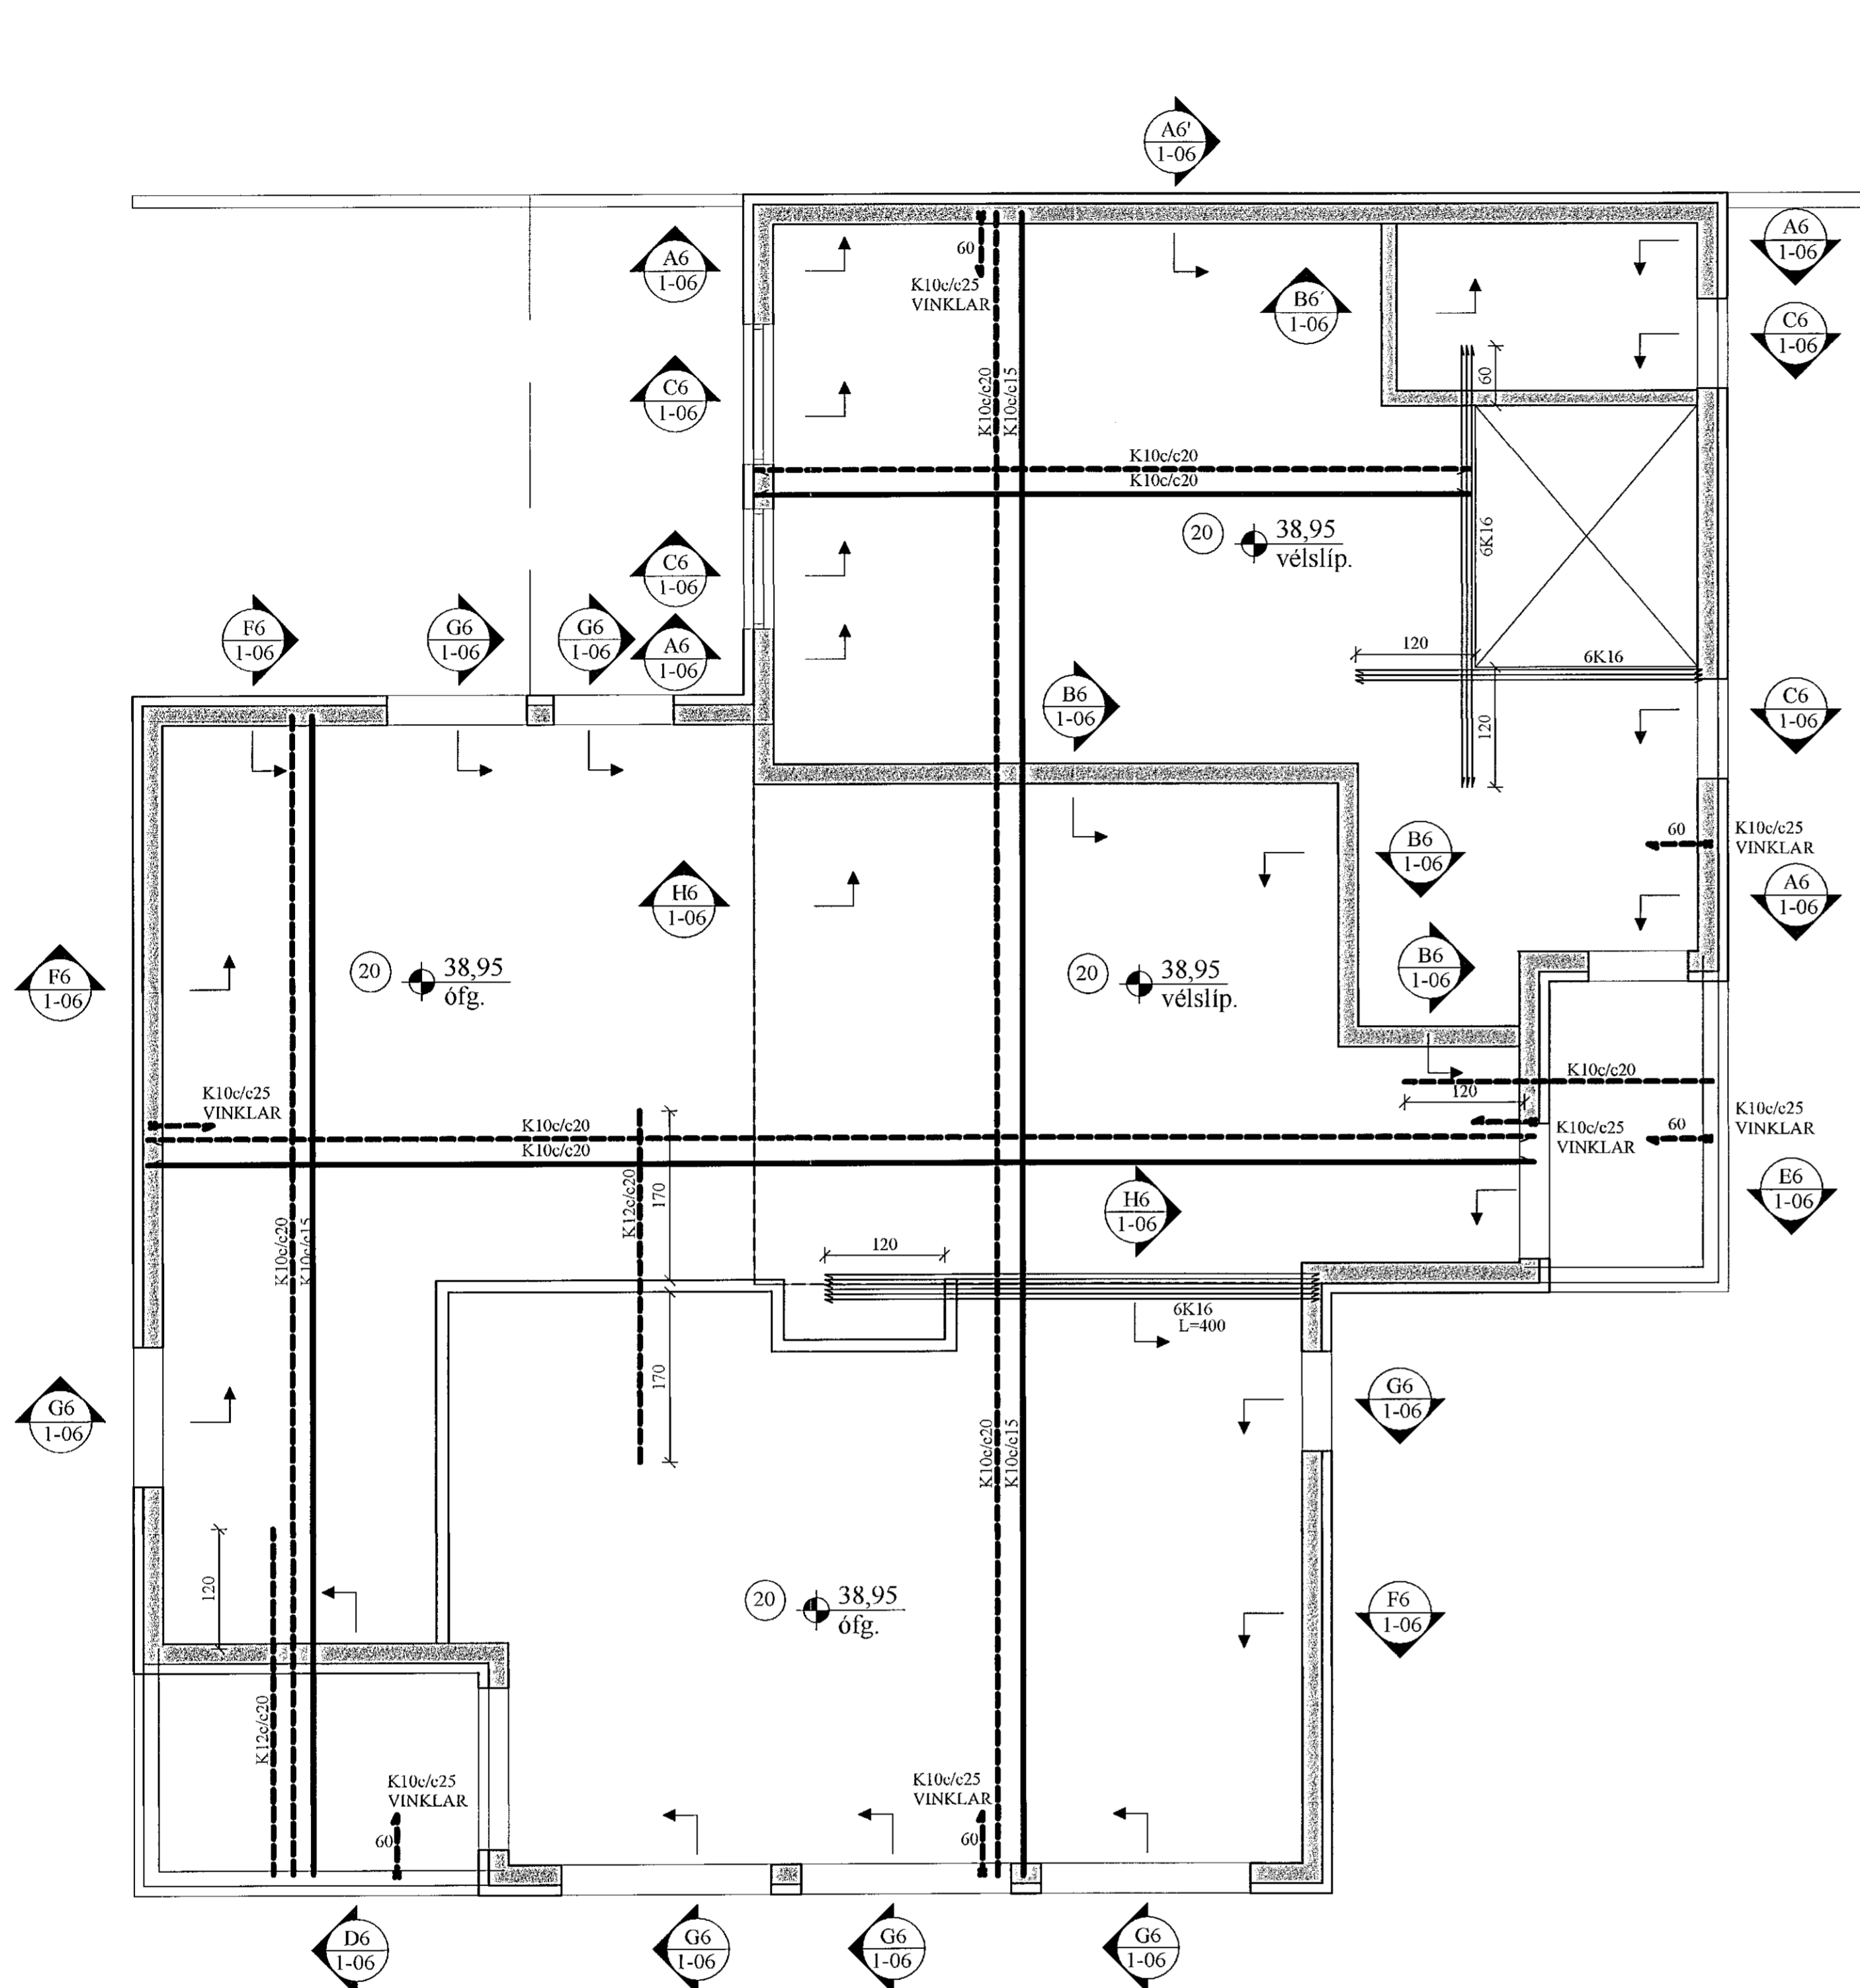 A6'
1-06
A6
1-06
A6
1-06
60
K10c/c25
VINKLAR
B6´
1-06
C6
1-06
C6
1-06
K10c/c20
K10c/c15
60
K10c/c20
K10c/c20
20
38,95
vélslíp.
6K16
C6
1-06
F6
1-06
G6
1-06
G6
1-06
A6
1-06
120
6K16
B6
1-06
C6
1-06
120
K10c/c25
VINKLAR
60
B6
1-06
A6
1-06
H6
1-06
F6
1-06
20
38,95
ófg.
20
38,95
vélslíp.
B6
1-06
K10c/c20
120
K10c/c25
VINKLAR
K10c/c20
K10c/c20
K10c/c25
VINKLAR
60
K10c/c25
VINKLAR
K12c/c20
170
K10c/c20
K10c/c15
H6
1-06
E6
1-06
120
6K16
L=400
170
G6
1-06
G6
1-06
K10c/c20
K10c/c15
120
20
38,95
ófg.
F6
1-06
K12c/c20
K10c/c25
VINKLAR
60
K10c/c25
VINKLAR
60
D6
1-06
G6
1-06
G6
1-06
G6
1-06